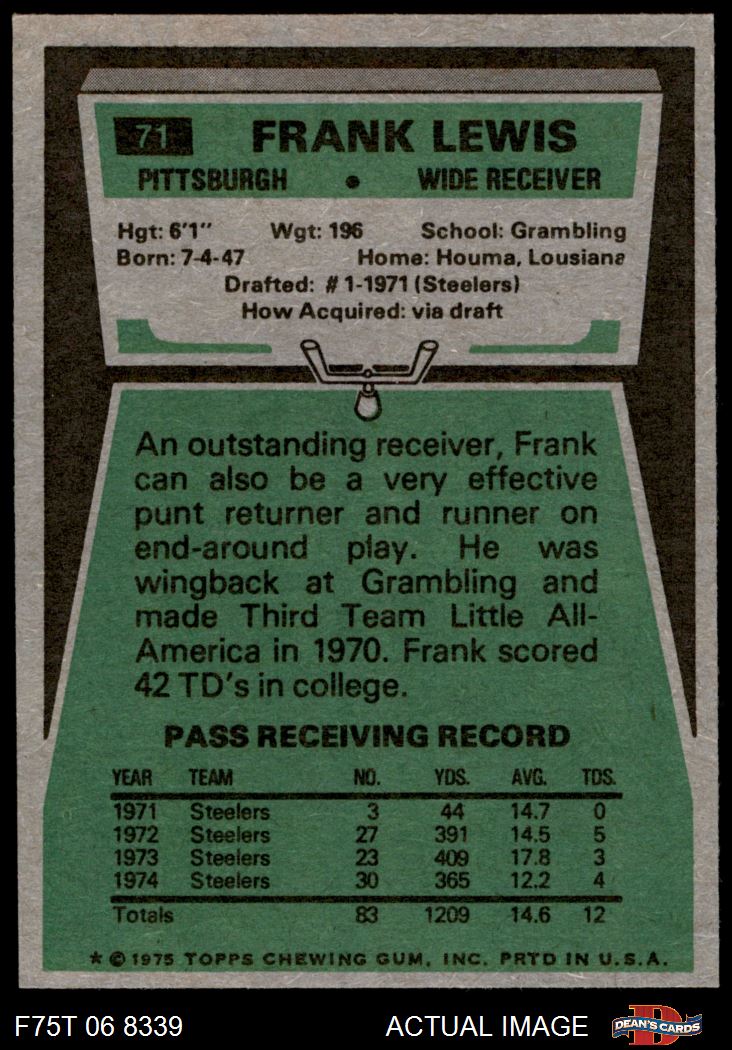 71 FRANK LEWIS
PITTSBURGH • WIDE RECEIVER
Hgt: 6'1" Wgt: 196 School: Grambling
Born: 7-4-47 Home: Houma, Lousiana
Drafted: #1-1971 (Steelers)
How Acquired: via draft
An outstanding receiver, Frank
can also be a very effective
punt returner and runner on
end-around play. He was
wingback at Grambling and
made Third Team Little All-
America in 1970. Frank scored
42 TD's in college.
PASS RECEIVING RECORD
YEAR TEAM NO. YDS. AVG. TDS.
1971 Steelers 3 44 14.7 0
1972 Steelers 27 391 14.5 5
1973 Steelers 23 409 17.8 3
1974 Steelers 30 365 12.2 4
Totals 83 1209 14.6 12
* © 1975 TOPPS CHEWING GUM, INC. PRTD IN U.S.A.
F75T 06 8339 ACTUAL IMAGE DEAN'S CARDS